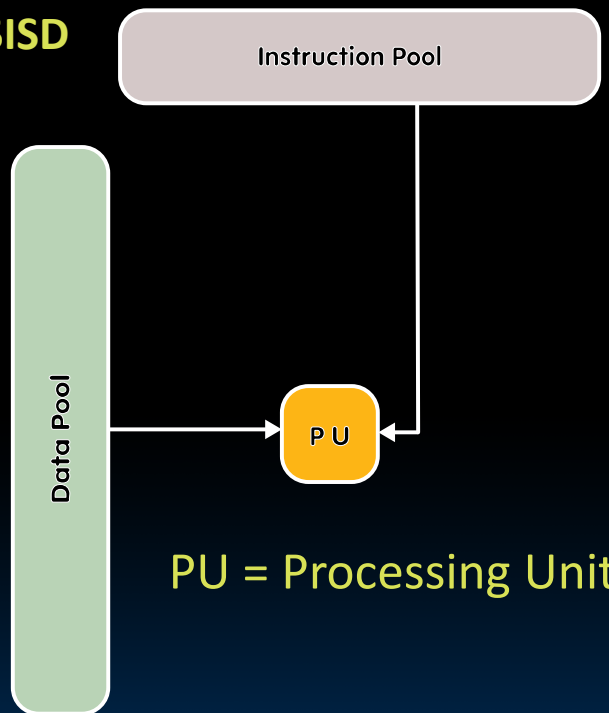 SISD
Instruction Pool
Data Pool
P U
PU = Processing Unit